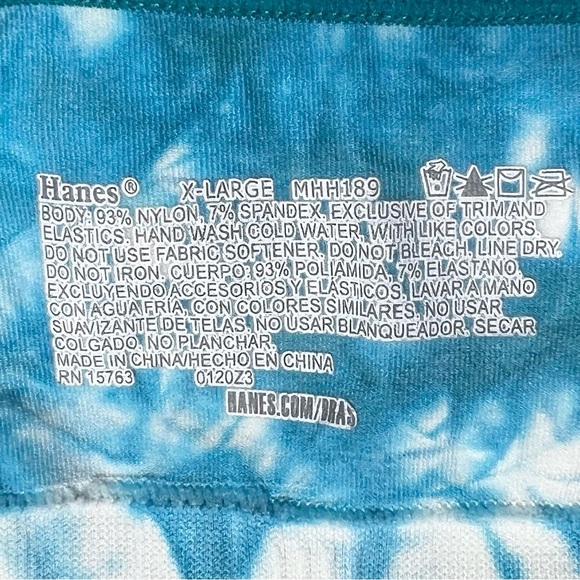 Hanes® X-LARGE MHH189
BODY: 93% NYLON, 7% SPANDEX. EXCLUSIVE OF TRIM AND
ELASTICS. HAND WASH COLD WATER, WITH LIKE COLORS.
DO NOT USE FABRIC SOFTENER. DO NOT BLEACH. LINE DRY.
DO NOT IRON. CUERPO: 93% POLIAMIDA, 7% ELASTANO.
EXCLUYENDO ACCESORIOS Y ELÁSTICOS. LAVAR A MANO
CON AGUA FRÍA, CON COLORES SIMILARES. NO USAR
SUAVIZANTE DE TELAS. NO USAR BLANQUEADOR. SECAR
COLGADO. NO PLANCHAR.
MADE IN CHINA/HECHO EN CHINA
RN 15763 0120Z3
HANES.COM/BRAS